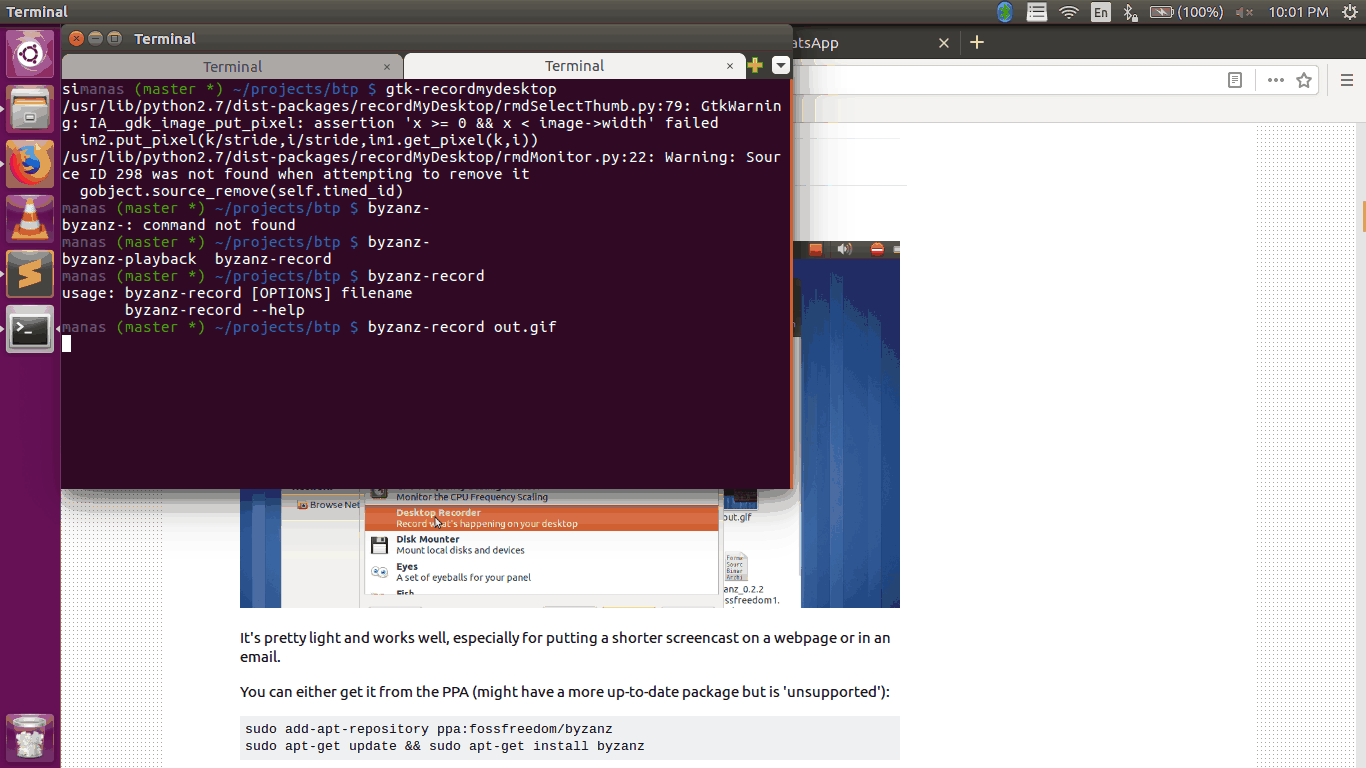 Terminal
En
(100%)
10:01 PM
Terminal
atsApp
Terminal
Terminal
simanas (master *) ~/projects/btp $ gtk-recordmydesktop
/usr/lib/python2.7/dist-packages/recordMyDesktop/rmdSelectThumb.py:79: GtkWarnin
g: IA__gdk_image_put_pixel: assertion 'x >= 0 && x < image->width' failed
im2.put_pixel(k/stride,i/stride,im1.get_pixel(k,i))
/usr/lib/python2.7/dist-packages/recordMyDesktop/rmdMonitor.py:22: Warning: Sour
ce ID 298 was not found when attempting to remove it
gobject.source_remove(self.timed_id)
manas (master *) ~/projects/btp $ byzanz-
byzanz-: command not found
manas (master *) ~/projects/btp $ byzanz-
byzanz-playback byzanz-record
manas (master *) ~/projects/btp $ byzanz-record
usage: byzanz-record [OPTIONS] filename
byzanz-record --help
manas (master *) ~/projects/btp $ byzanz-record out.gif
Monitor the CPU Frequency Scaling
Browse Net
Desktop Recorder
Record what's happening on your desktop
out.gif
Disk Mounter
Mount local disks and devices
Eyes
A set of eyeballs for your panel
Fish
anz_0.2.2
ssfreedom1.
It's pretty light and works well, especially for putting a shorter screencast on a webpage or in an
email.
You can either get it from the PPA (might have a more up-to-date package but is 'unsupported'):
sudo add-apt-repository ppa:fossfreedom/byzanz
sudo apt-get update && sudo apt-get install byzanz